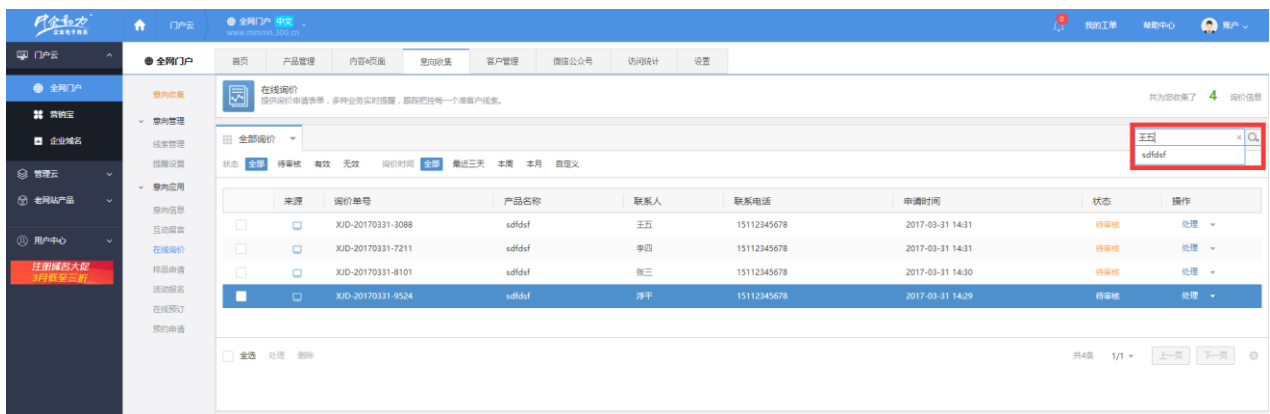 中企动力
企业电子商务
门户云
全网门户 中文
www.mmmm.300.cn
我的工单
帮助中心
账户
门户云
全网门户
营销宝
企业域名
管理云
老网站产品
用户中心
注册域名大促
3月低至三折
全网门户
意向收集
意向管理
线索管理
提醒设置
意向应用
意向信息
互动留言
在线询价
样品申请
活动报名
在线预订
预约申请
首页 产品管理 内容&页面 意向收集 客户管理 微信公众号 访问统计 设置
在线询价
提供询价申请表单，多种业务实时提醒，跟踪把控每一个准客户线索。
共为您收集了 4 询价信息
全部询价
王五 ×
sdfdsf
状态 全部 待审核 有效 无效 询价时间 全部 最近三天 本周 本月 自定义
来源 询价单号 产品名称 联系人 联系电话 申请时间 状态 操作
XJD-20170331-3088 sdfdsf 王五 15112345678 2017-03-31 14:31 待审核 处理
XJD-20170331-7211 sdfdsf 李四 15112345678 2017-03-31 14:31 待审核 处理
XJD-20170331-8101 sdfdsf 张三 15112345678 2017-03-31 14:30 待审核 处理
XJD-20170331-9524 sdfdsf 平 15112345678 2017-03-31 14:29 待审核 处理
全选 处理 删除
共4条 1/1 上一页 下一页